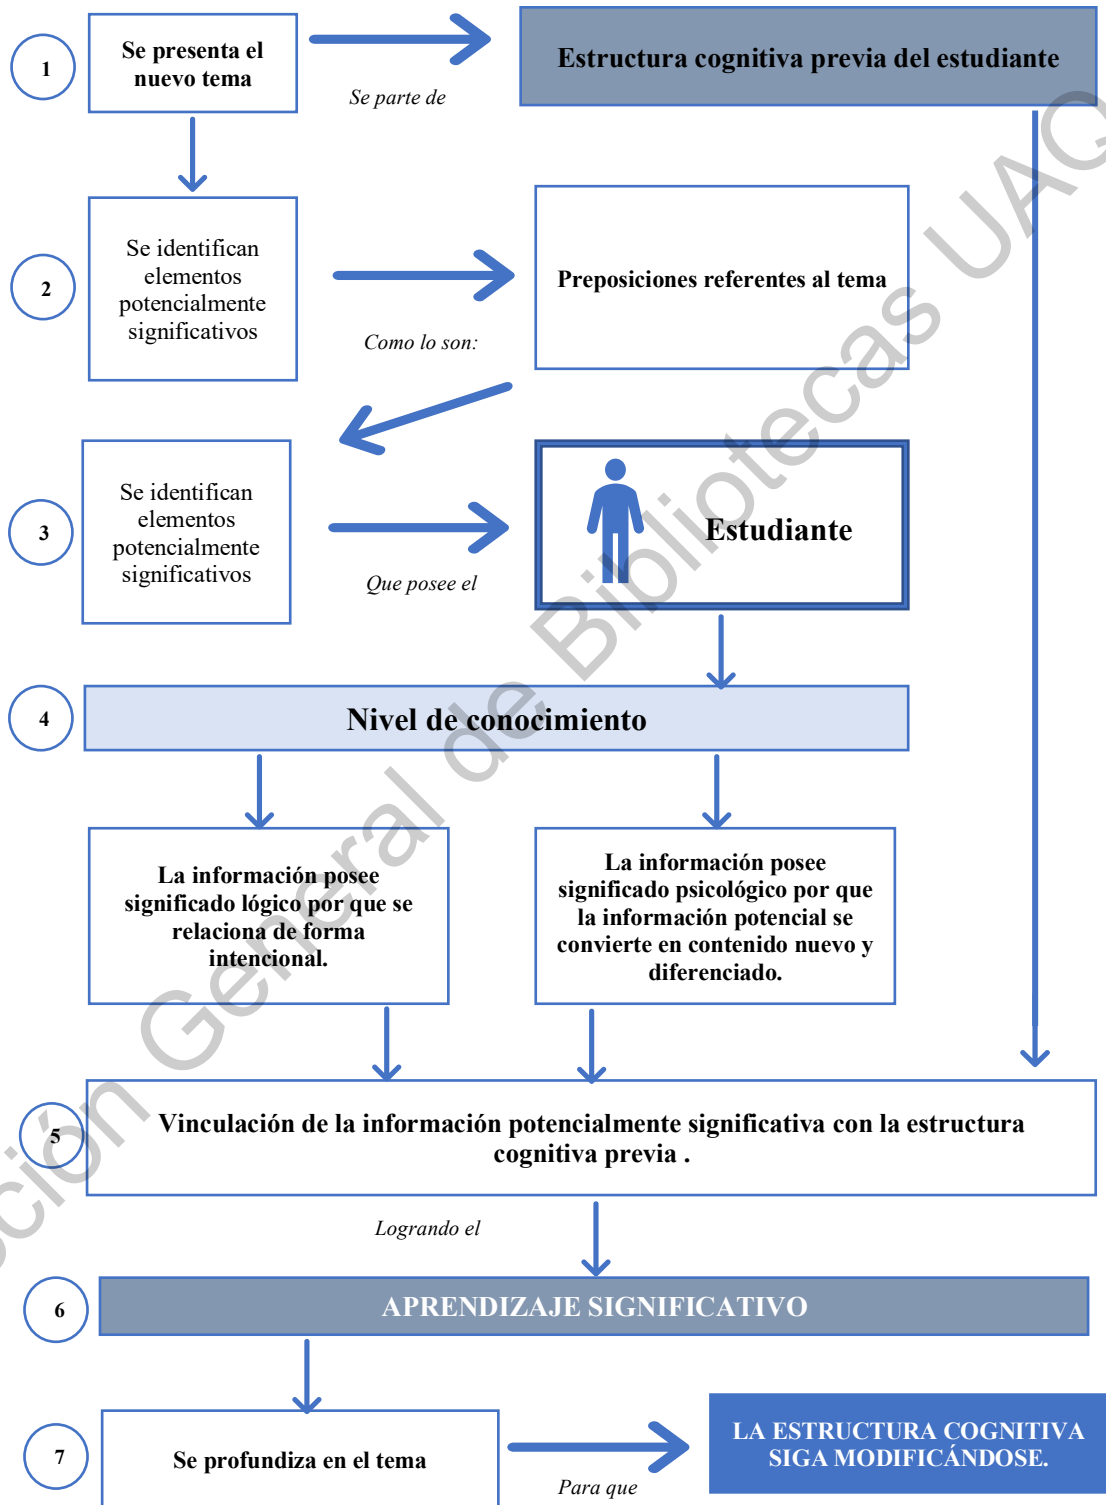 1
Se presenta el
nuevo tema
Se parte de
Estructura cognitiva previa del estudiante
2
Se identifican
elementos
potencialmente
significativos
Como lo son:
Preposiciones referentes al tema
3
Se identifican
elementos
potencialmente
significativos
Que posee el
Estudiante
4
Nivel de conocimiento
La información posee
significado lógico por que se
relaciona de forma
intencional.
La información posee
significado psicológico por que
la información potencial se
convierte en contenido nuevo y
diferenciado.
5
Vinculación de la información potencialmente significativa con la estructura
cognitiva previa .
Logrando el
6
APRENDIZAJE SIGNIFICATIVO
7
Se profundiza en el tema
Para que
LA ESTRUCTURA COGNITIVA
SIGA MODIFICÁNDOSE.
ción General de Bibliotecas UAQ